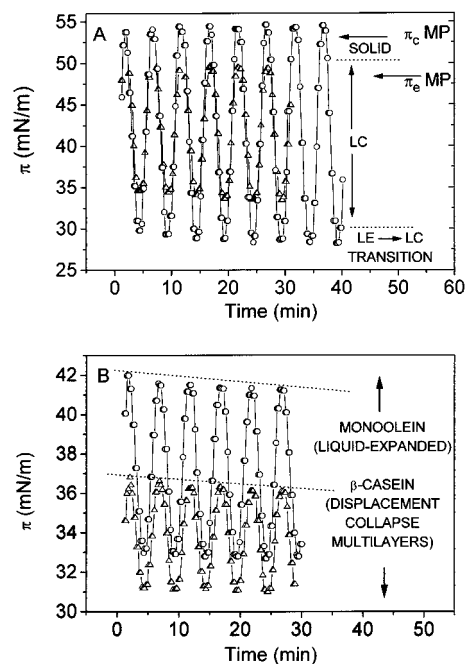 A
πc MP
SOLID
πe MP
LC
LE → LC
TRANSITION
π (mN/m)
55
50
45
40
35
30
25
0 10 20 30 40 50 60
Time (min)
B
MONOOLEIN
(LIQUID-EXPANDED)
β-CASEIN
(DISPLACEMENT
COLLAPSE
MULTILAYERS)
π (mN/m)
42
40
38
36
34
32
30
0 10 20 30 40 50
Time (min)